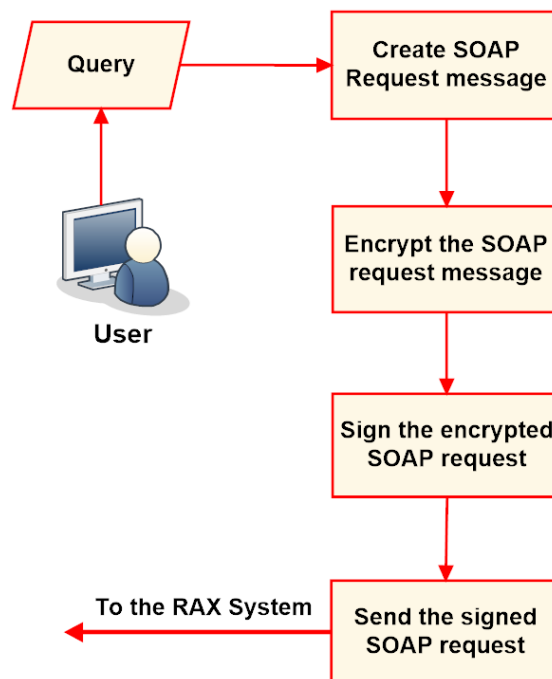 Query
Create SOAP
Request message
Encrypt the SOAP
request message
User
Sign the encrypted
SOAP request
To the RAX System
Send the signed
SOAP request